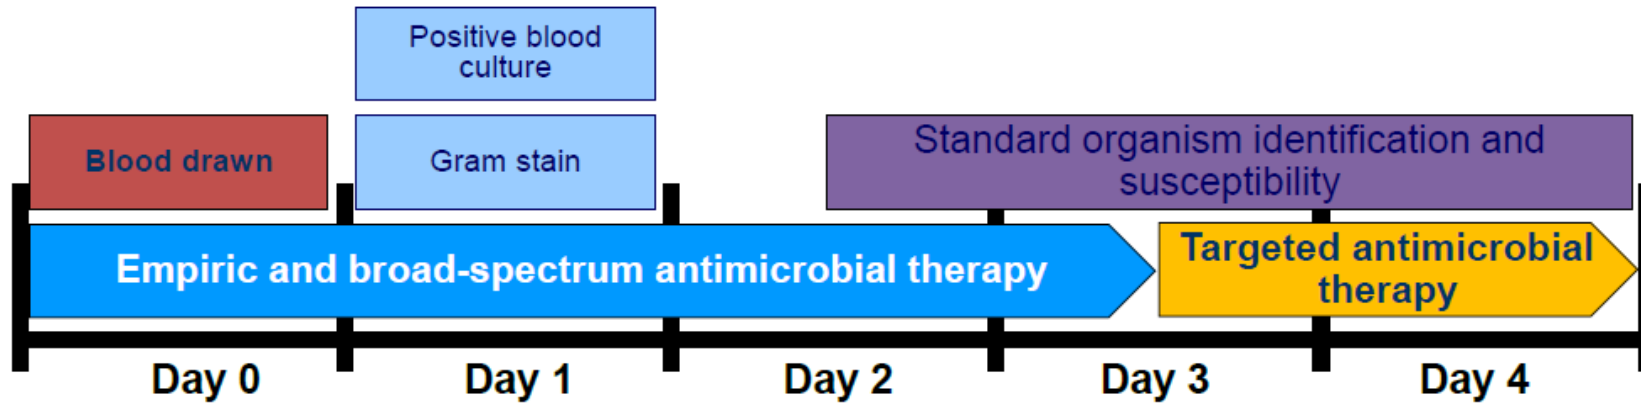 Positive blood
culture
Blood drawn
Gram stain
Standard organism identification and
susceptibility
Empiric and broad-spectrum antimicrobial therapy
Targeted antimicrobial
therapy
Day 0
Day 1
Day 2
Day 3
Day 4